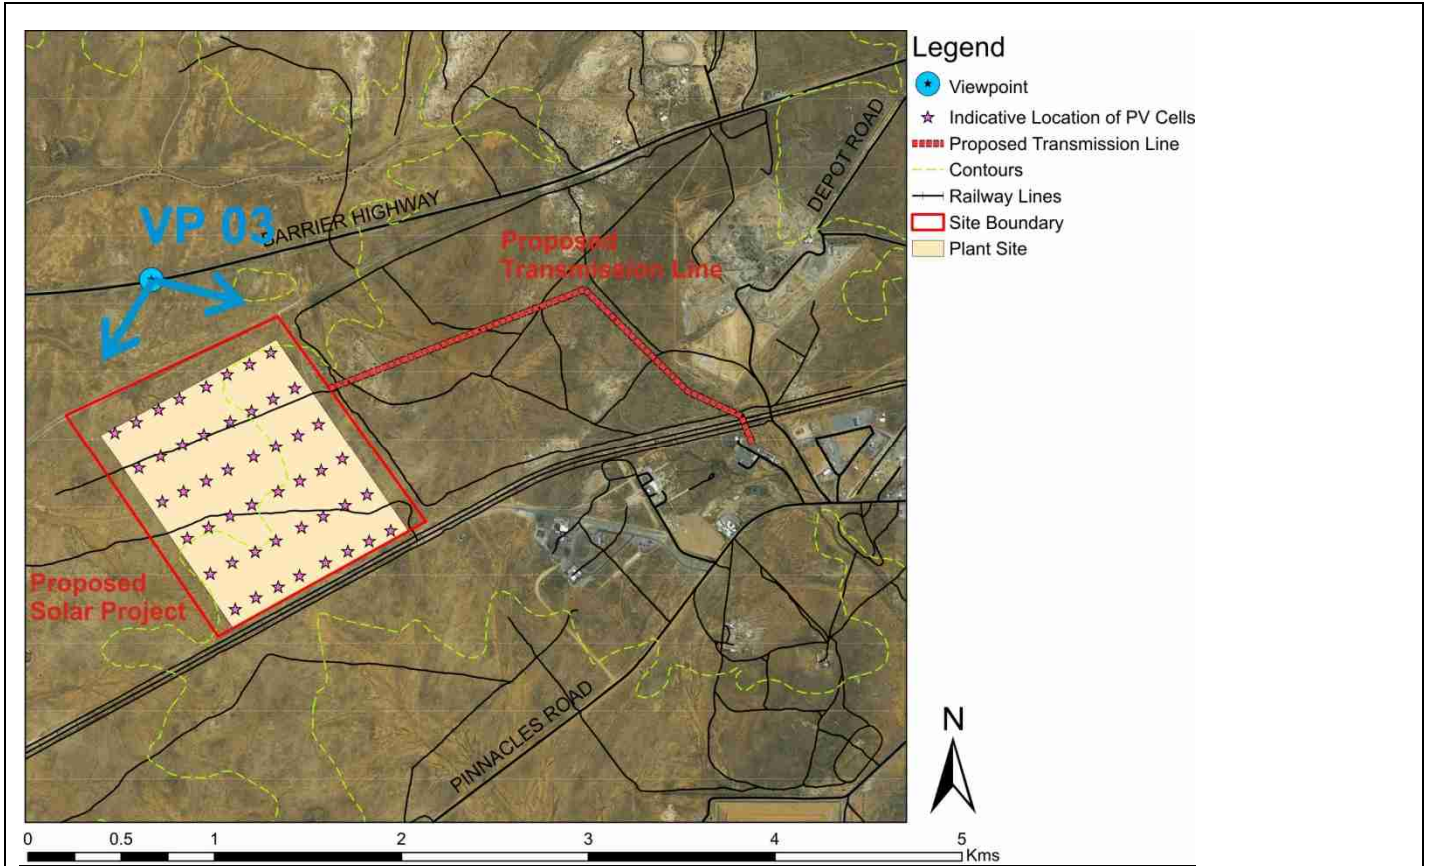 Legend
Viewpoint
Indicative Location of PV Cells
Proposed Transmission Line
Contours
Railway Lines
Site Boundary
Plant Site
DEPOT ROAD
VP 03
BARRIER HIGHWAY
Proposed
Transmission Line
Proposed
Solar Project
PINNACLES ROAD
N
0 0.5 1 2 3 4 5
Kms